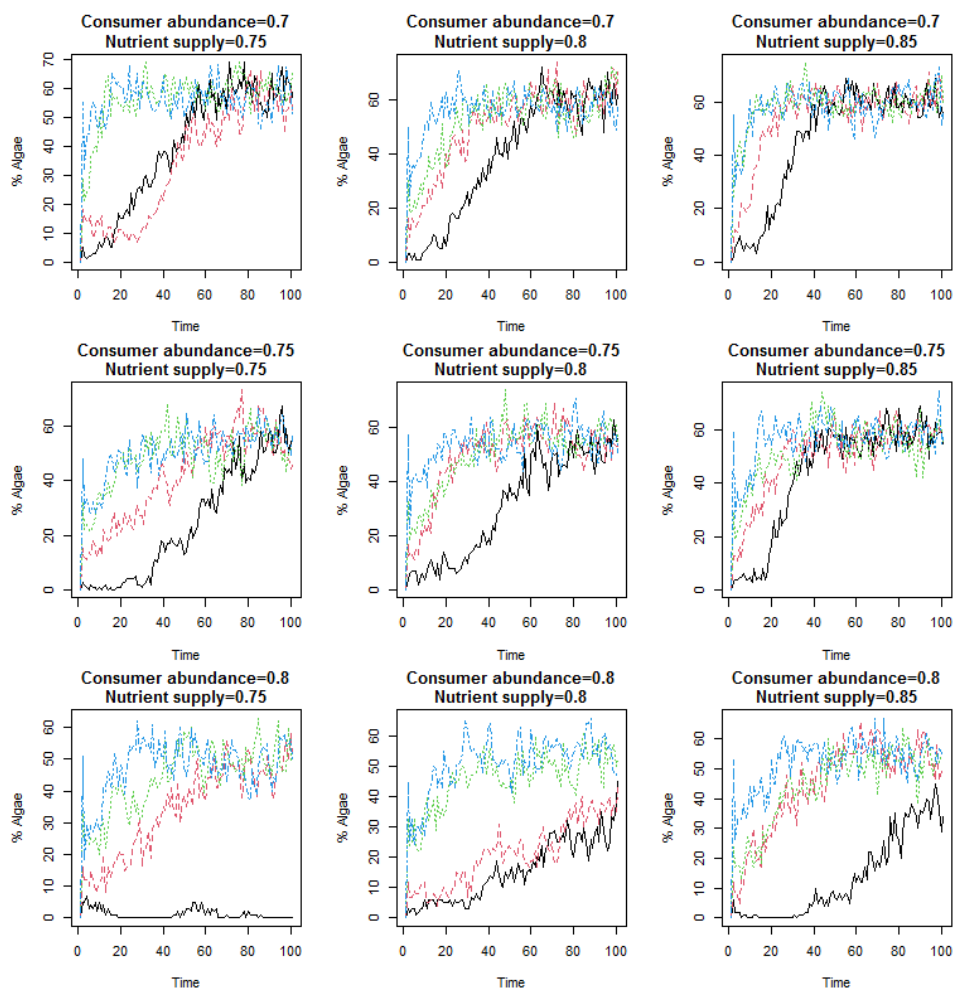 Consumer abundance=0.7
Nutrient supply=0.75
% Algae
70
60
50
40
30
20
10
0
0 20 40 60 80 100
Time
Consumer abundance=0.7
Nutrient supply=0.8
% Algae
60
40
20
0
0 20 40 60 80 100
Time
Consumer abundance=0.7
Nutrient supply=0.85
% Algae
60
40
20
0
0 20 40 60 80 100
Time
Consumer abundance=0.75
Nutrient supply=0.75
% Algae
60
40
20
0
0 20 40 60 80 100
Time
Consumer abundance=0.75
Nutrient supply=0.8
% Algae
60
40
20
0
0 20 40 60 80 100
Time
Consumer abundance=0.75
Nutrient supply=0.85
% Algae
60
40
20
0
0 20 40 60 80 100
Time
Consumer abundance=0.8
Nutrient supply=0.75
% Algae
60
50
40
30
20
10
0
0 20 40 60 80 100
Time
Consumer abundance=0.8
Nutrient supply=0.8
% Algae
60
50
40
30
20
10
0
0 20 40 60 80 100
Time
Consumer abundance=0.8
Nutrient supply=0.85
% Algae
60
50
40
30
20
10
0
0 20 40 60 80 100
Time